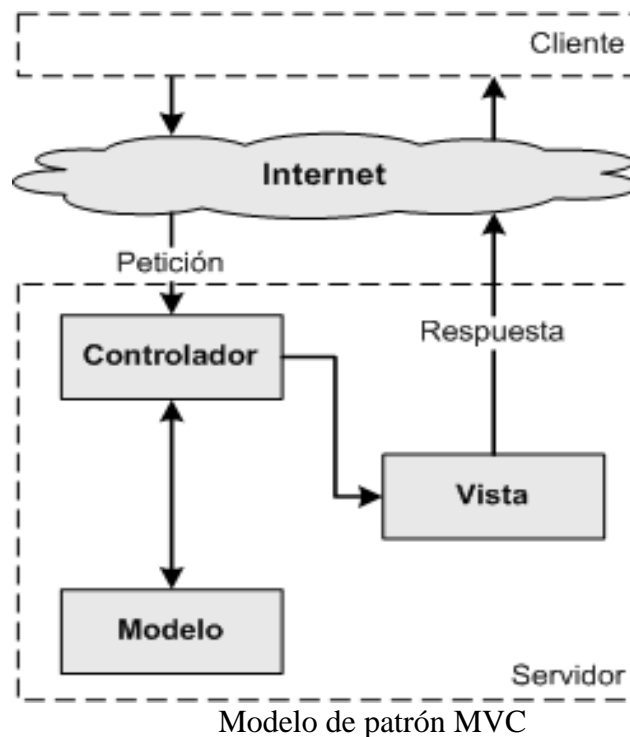 Cliente
Internet
Petición
Controlador
Respuesta
Vista
Modelo
Servidor
Modelo de patrón MVC